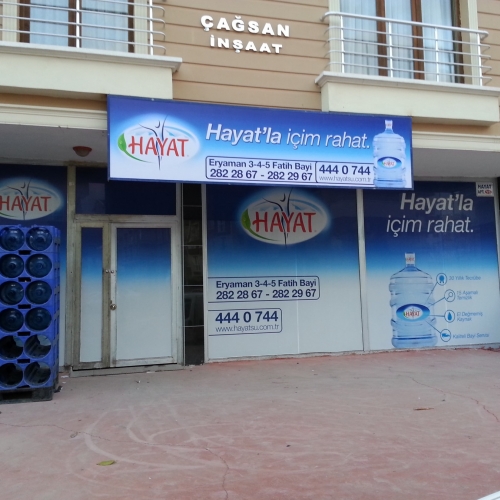 ÇAĞSAN
İNŞAAT
HAYAT
Hayat'la içim rahat.
Eryaman 3-4-5 Fatih Bayi
282 28 67 - 282 29 67
444 0 744
www.hayatsu.com.tr
HAYAT
HAYAT
Eryaman 3-4-5 Fatih Bayi
282 28 67 - 282 29 67
444 0 744
www.hayatsu.com.tr
HAYAT
Hayat'la
içim rahat.
HAYAT